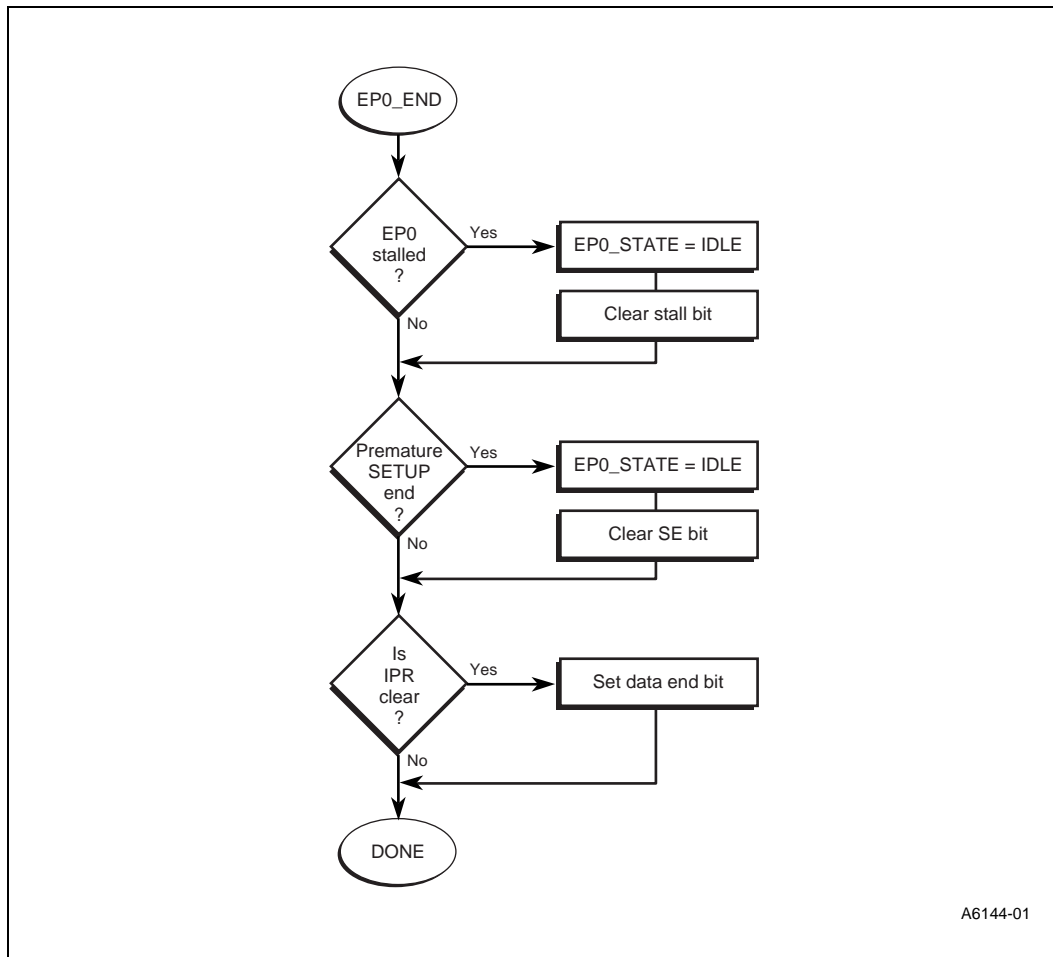 EP0_END
EP0
stalled
?
Yes
EP0_STATE = IDLE
Clear stall bit
No
Premature
SETUP
end
?
Yes
EP0_STATE = IDLE
Clear SE bit
No
Is
IPR
clear
?
Yes
Set data end bit
No
DONE
A6144-01